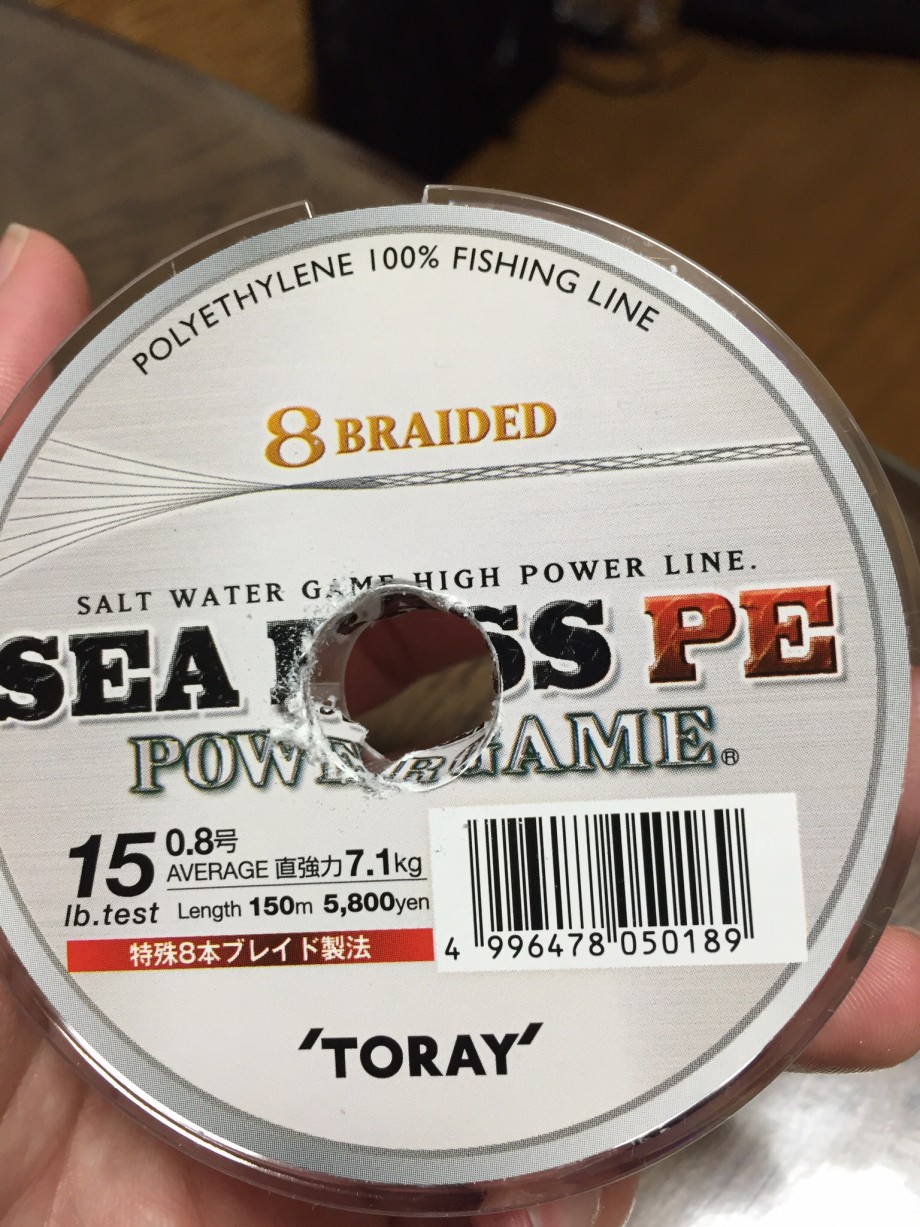 POLYETHYLENE 100% FISHING LINE
8 BRAIDED
SALT WATER GAME HIGH POWER LINE.
SEA PE
GAME®
15 lb.test
0.8号
AVERAGE 直強力7.1kg
Length 150m 5,800yen
特殊8本ブレイド製法
4 996478 050189
'TORAY'